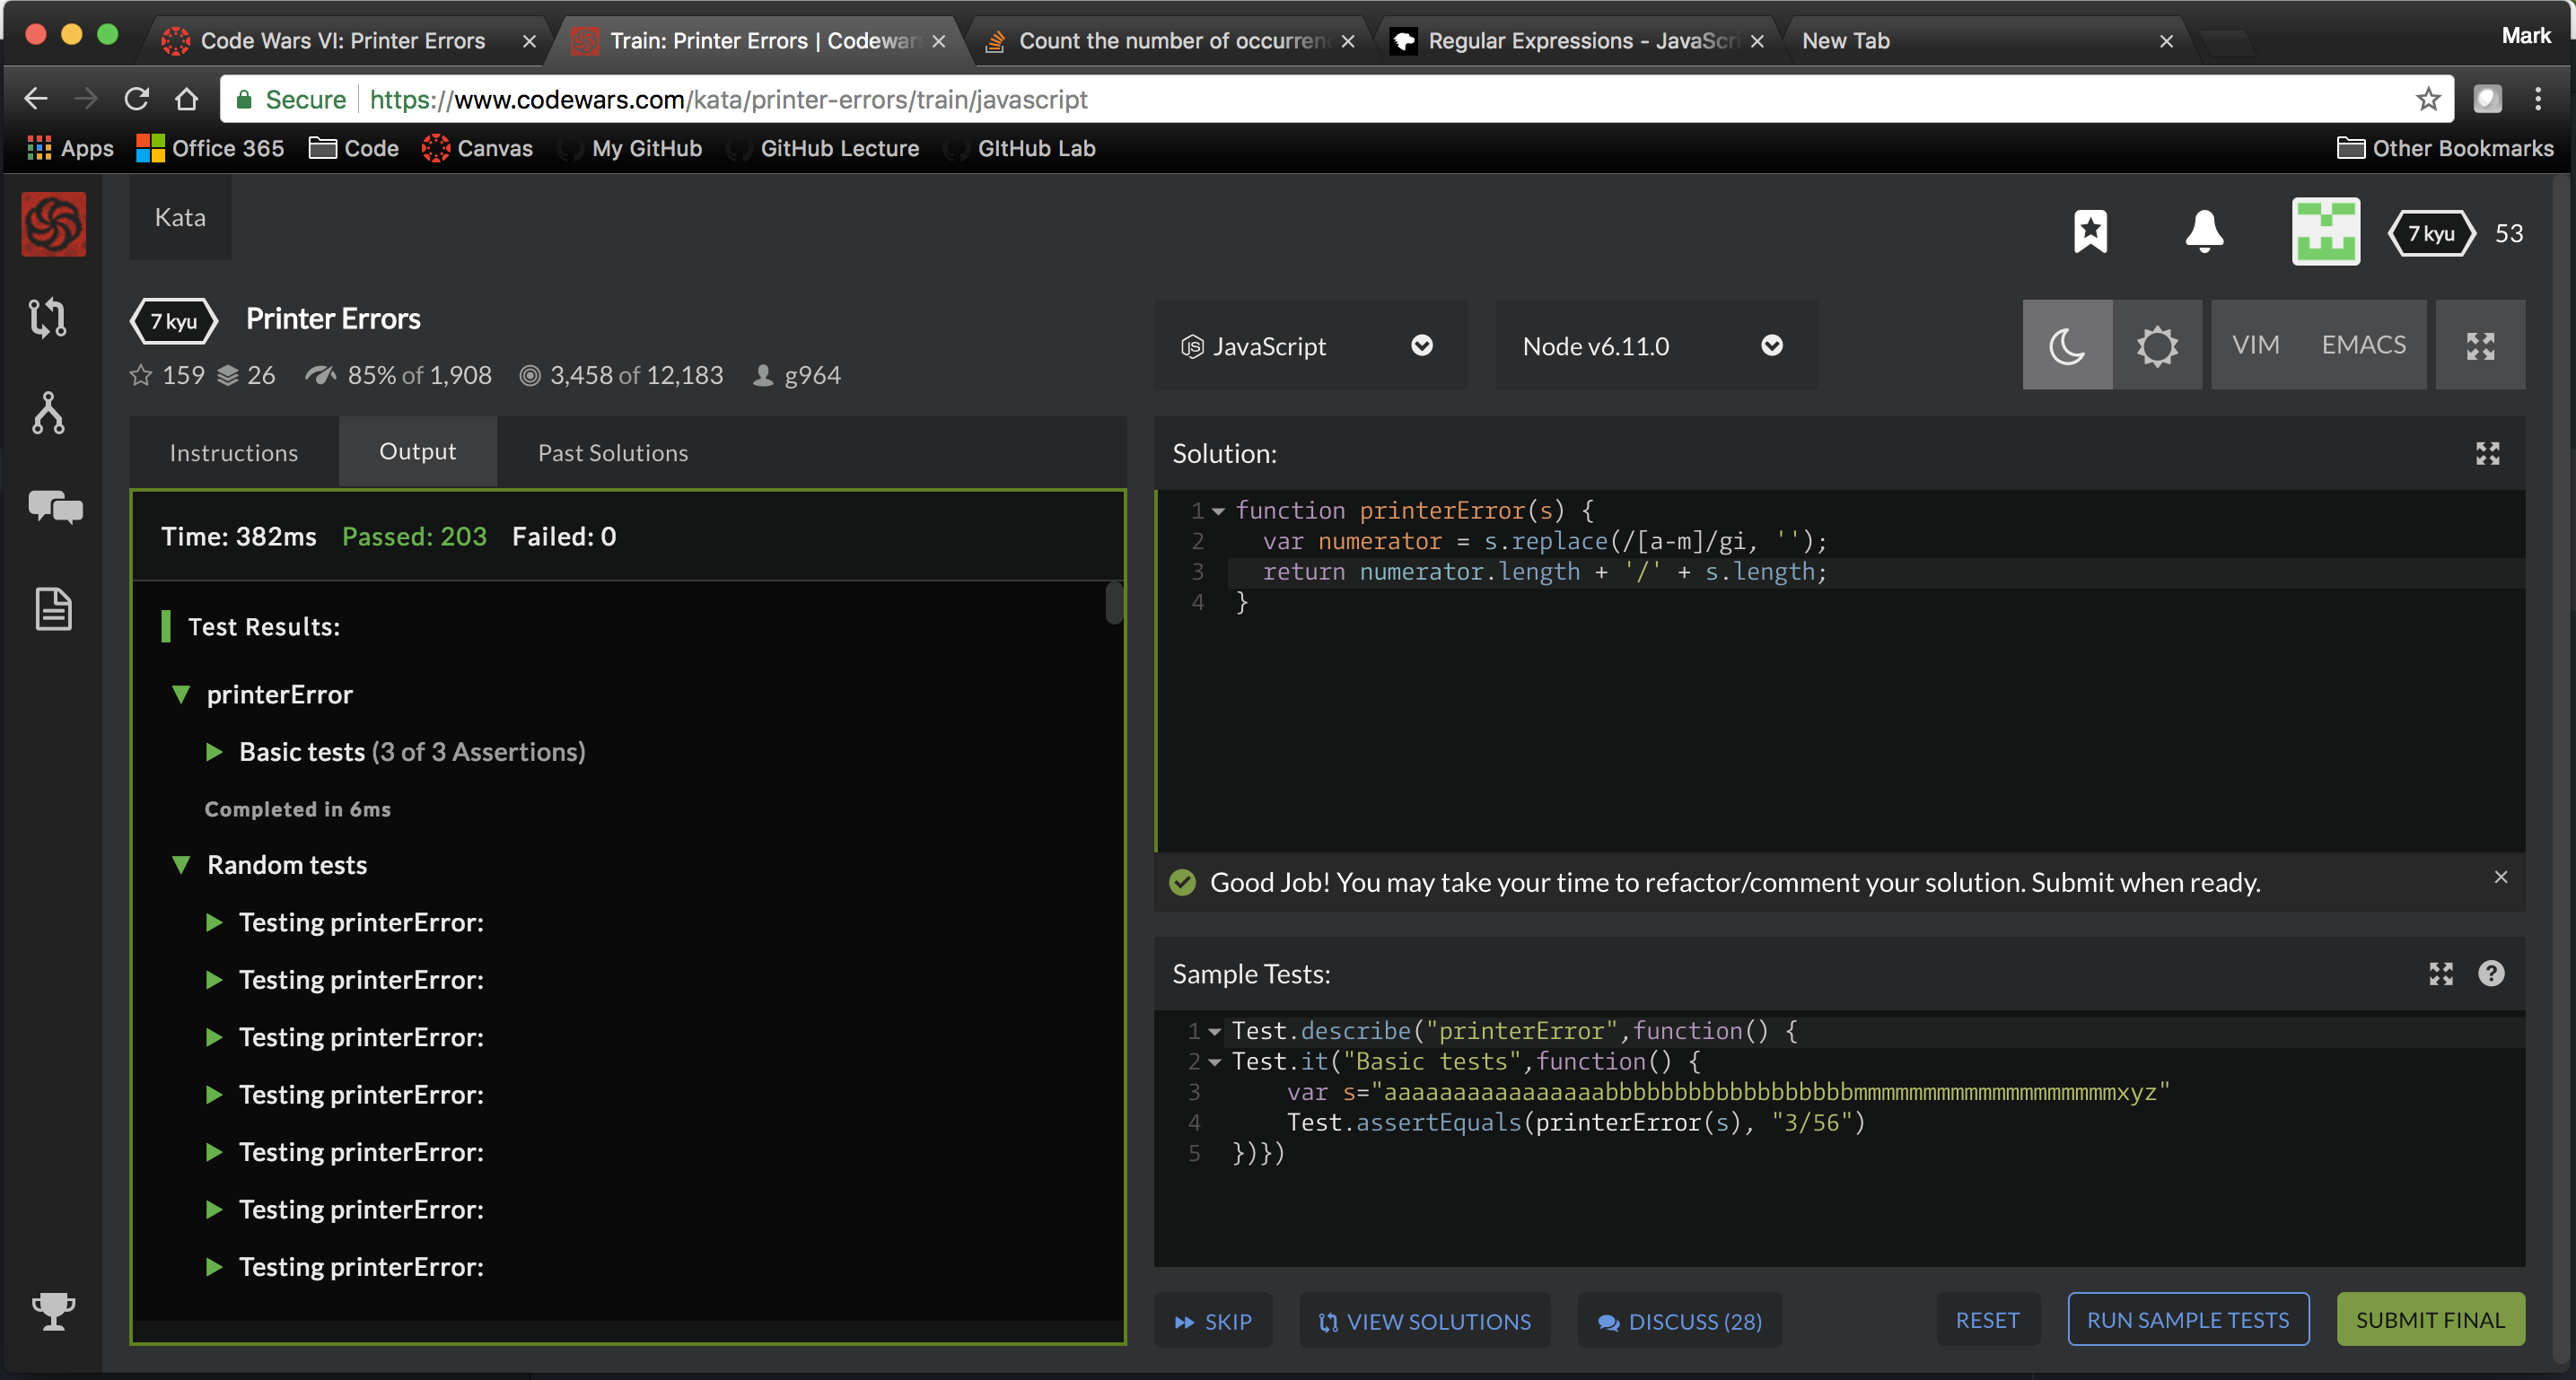 Code Wars VI: Printer Errors
Train: Printer Errors | Codewars
Count the number of occurren
Regular Expressions - JavaScri
New Tab
Mark
Secure https://www.codewars.com/kata/printer-errors/train/javascript
Apps Office 365 Code Canvas My GitHub GitHub Lecture GItHub Lab Other Bookmarks
Kata
7 kyu 53
7 kyu Printer Errors
159 26 85% of 1,908 3,458 of 12,183 g964
JS JavaScript
Node v6.11.0
VIM EMACS
Instructions Output Past Solutions
Time: 382ms Passed: 203 Failed: 0
Test Results:
printerError
Basic tests (3 of 3 Assertions)
Completed in 6ms
Random tests
Testing printerError:
Testing printerError:
Testing printerError:
Testing printerError:
Testing printerError:
Testing printerError:
Testing printerError:
Solution:
1 function printerError(s) {
2 var numerator = s.replace(/[a-m]/gi, '');
3 return numerator.length + '/' + s.length;
4 }
Good Job! You may take your time to refactor/comment your solution. Submit when ready.
Sample Tests:
1 Test.describe("printerError",function() {
2 Test.it("Basic tests",function() {
3 var s="aaaaaaaaaaaaaaaabbbbbbbbbbbbbbbbbbmmmmmmmmmmmmmmmmmmmxyz"
4 Test.assertEquals(printerError(s), "3/56")
5 })})
SKIP VIEW SOLUTIONS DISCUSS (28) RESET RUN SAMPLE TESTS SUBMIT FINAL